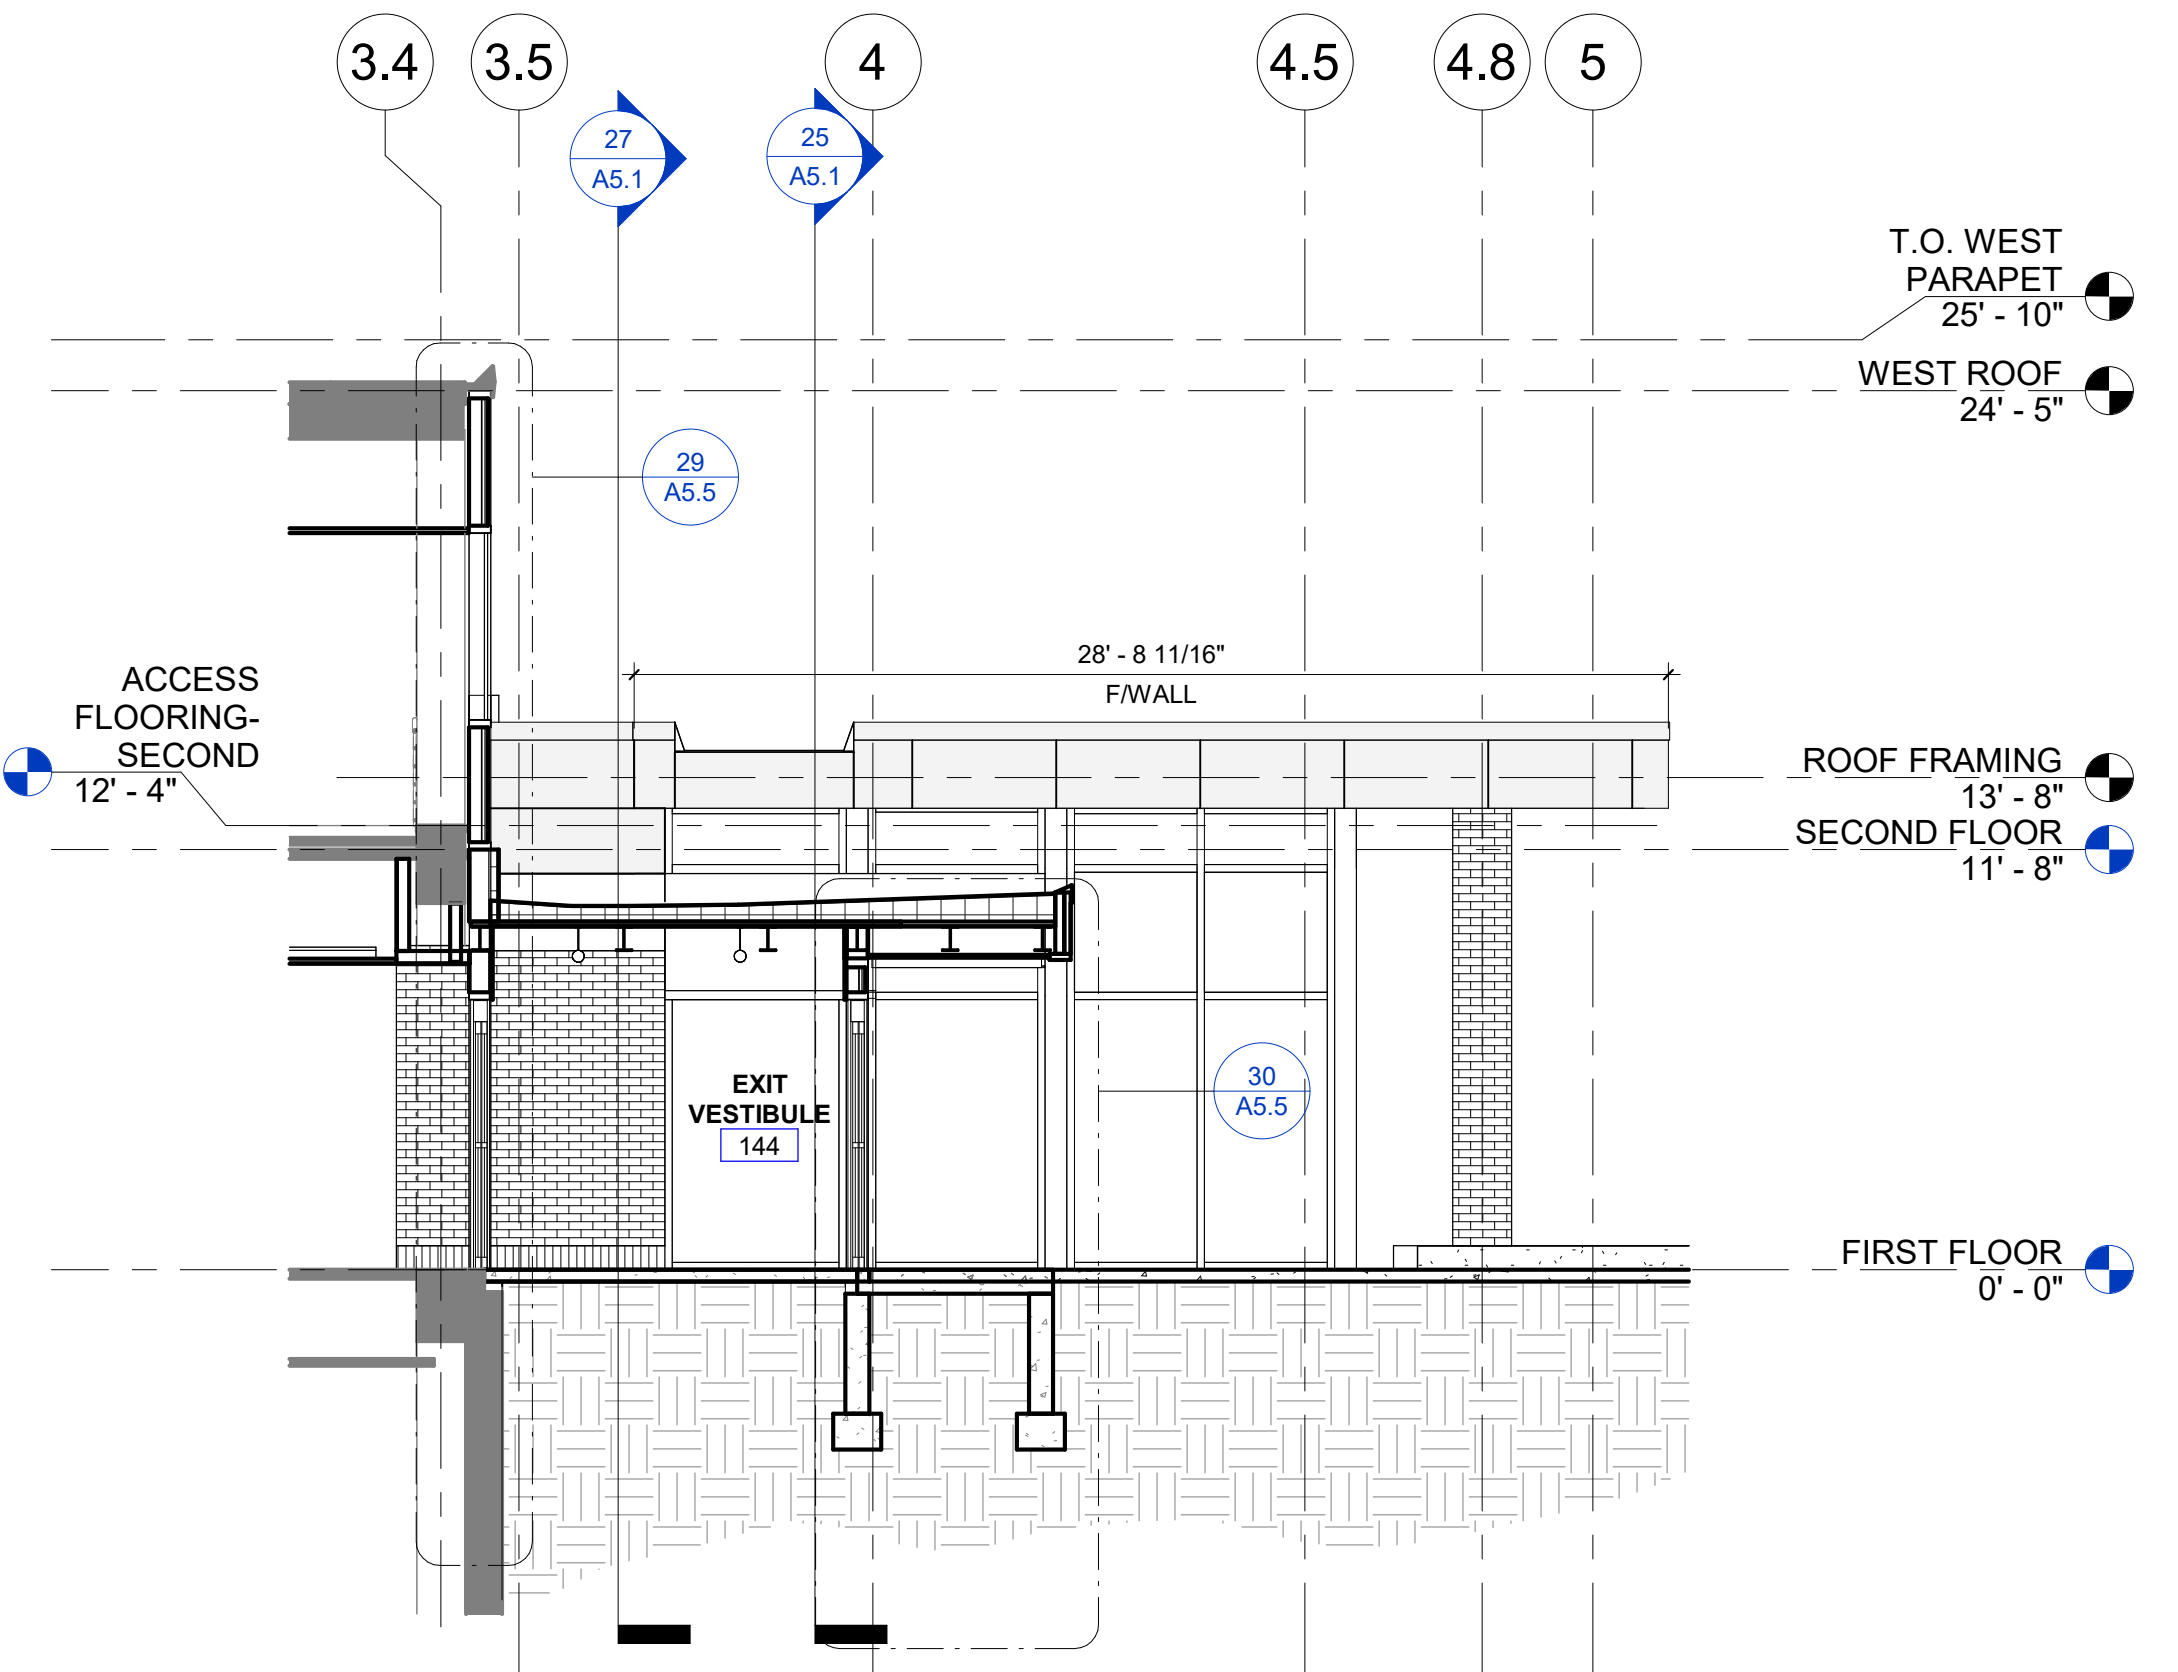 3.4
3.5
4
4.5
4.8
5
27
A5.1
25
A5.1
T.O. WEST
PARAPET
25' - 10"
WEST ROOF
24' - 5"
29
A5.5
28' - 8 11/16"
F/WALL
ACCESS
FLOORING-
SECOND
12' - 4"
ROOF FRAMING
13' - 8"
SECOND FLOOR
11' - 8"
EXIT
VESTIBULE
144
30
A5.5
FIRST FLOOR
0' - 0"